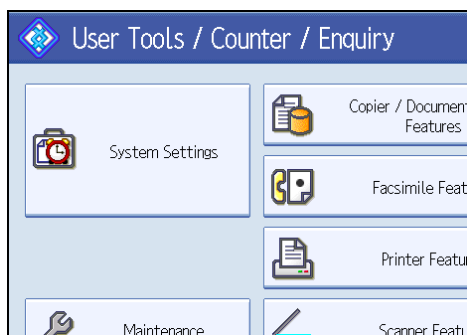 User Tools / Counter / Enquiry
System Settings
Copier / Document
Features
Facsimile Feat
Printer Featu
Maintenance
Scanner Featu